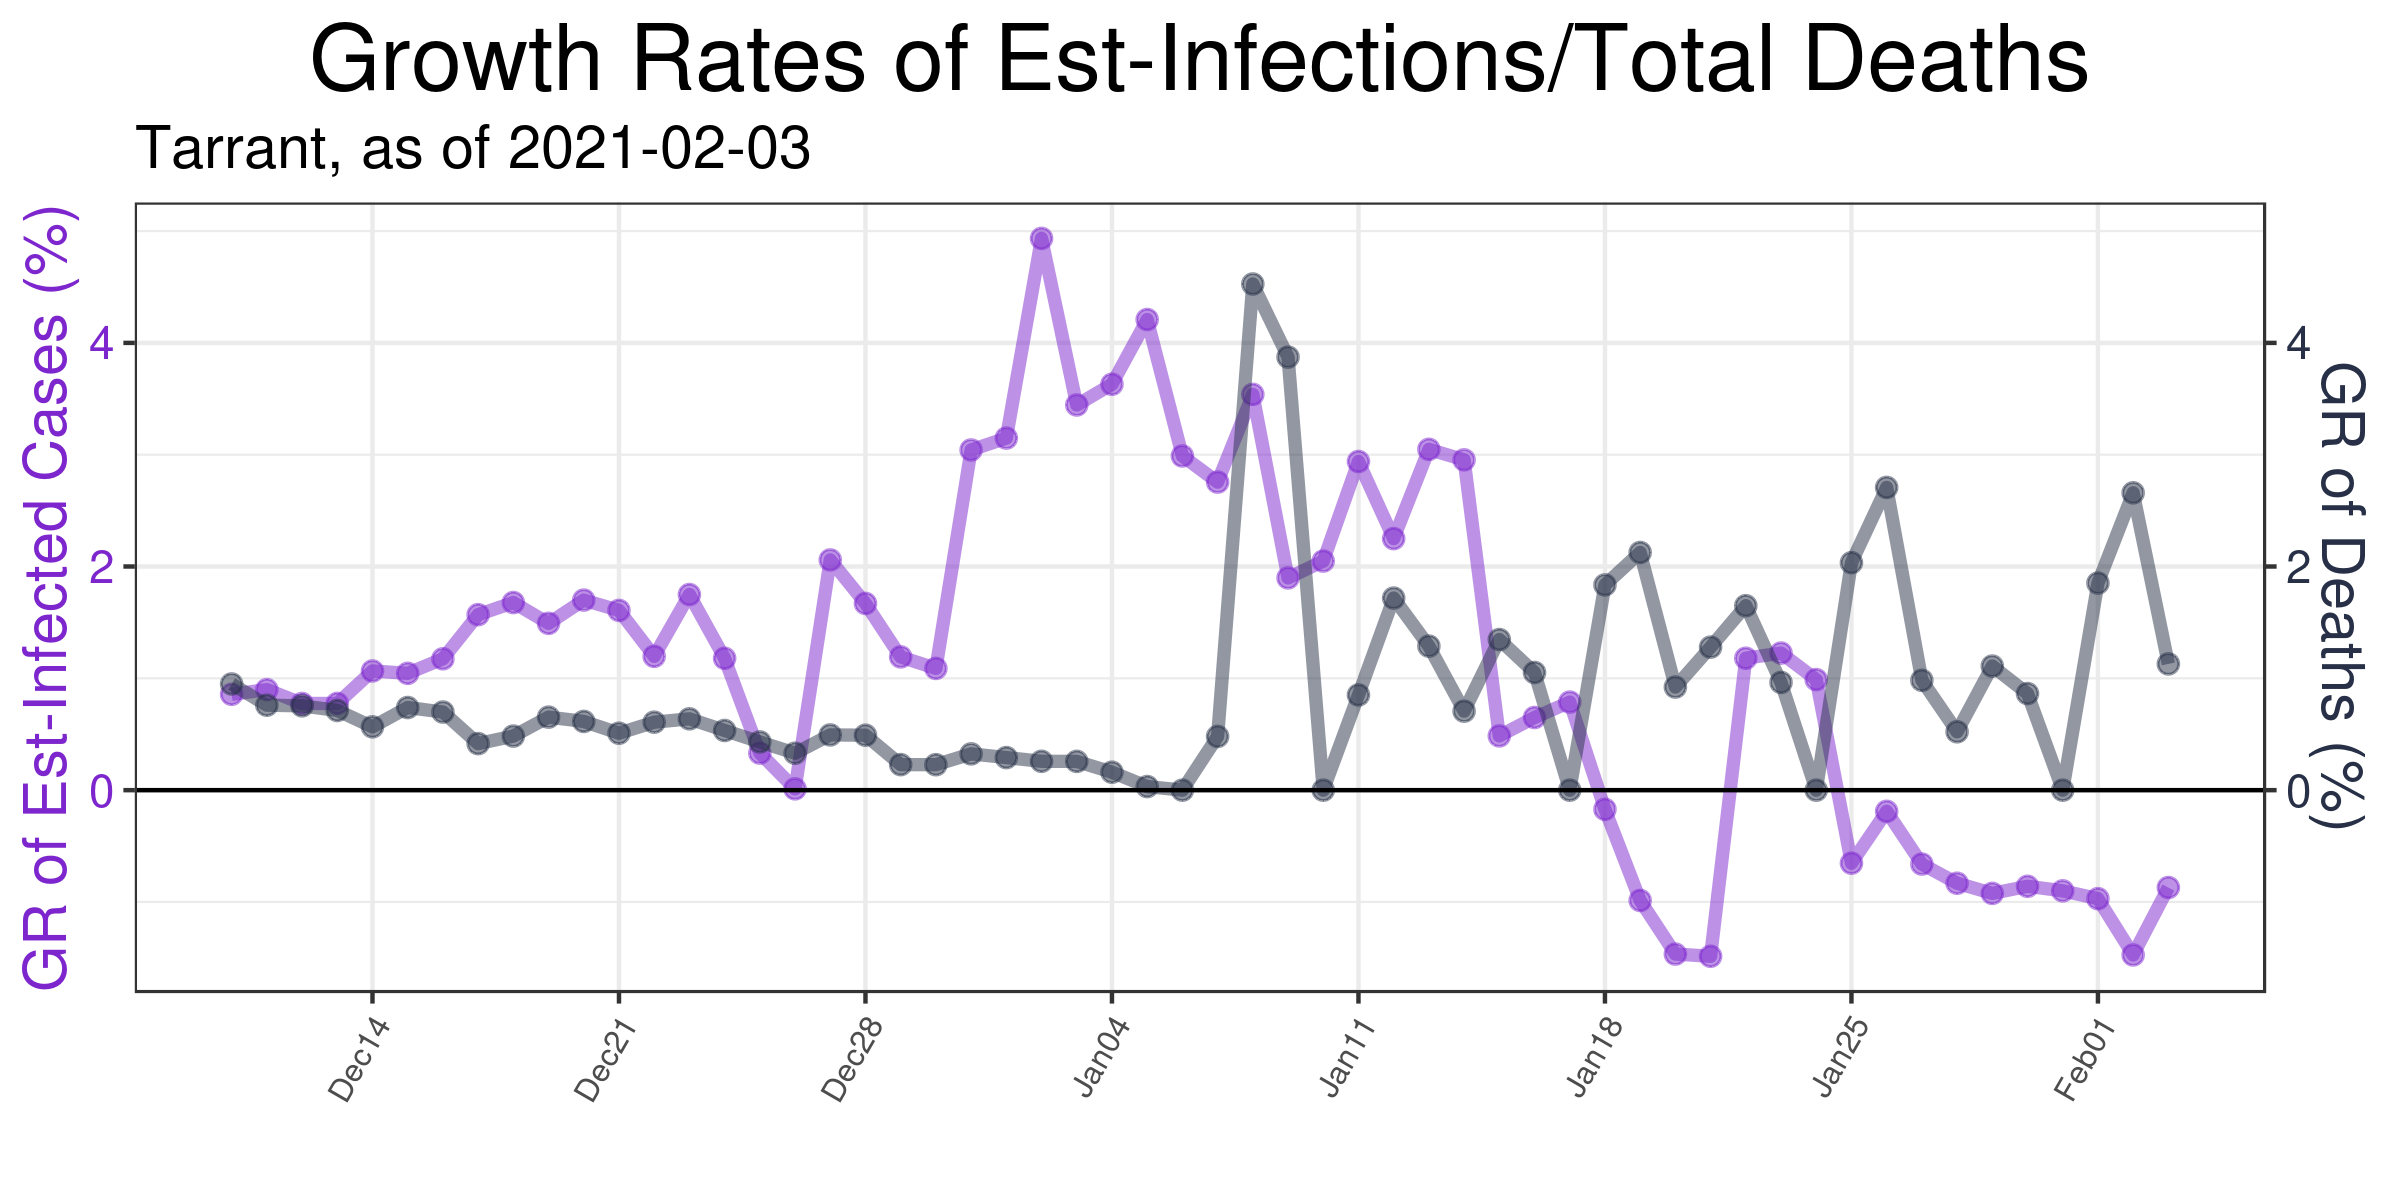 Growth Rates of Est-Infections/Total Deaths
Tarrant, as of 2021-02-03
GR of Est-Infected Cases (%)
4
2
0
4
2
0
GR of Deaths (%)
Dec14
Dec21
Dec28
Jan04
Jan11
Jan18
Jan25
Feb01